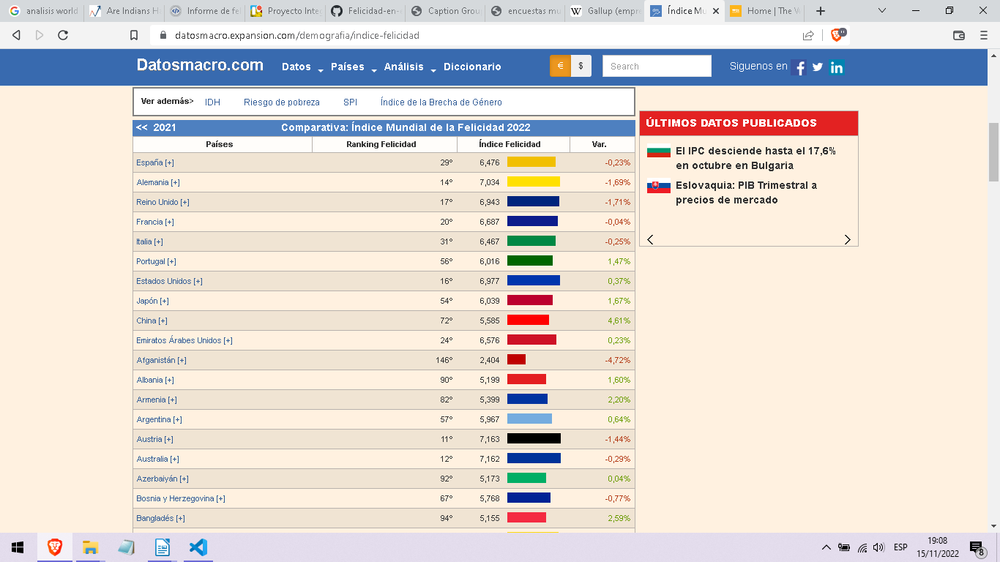 analisis world
Are Indians Ha
Informe de fel
Proyecto Inte
Felicidad-en-
Caption Grou
encuestas mu
Gallup (empre
Índice Mu
Home | The W
datosmacro.expansion.com/demografia/indice-felicidad
Datosmacro.com Datos Países Análisis Diccionario € $ Search Siguenos en
Ver además> IDH Riesgo de pobreza SPI Índice de la Brecha de Género
<< 2021 Comparativa: Índice Mundial de la Felicidad 2022
Países Ranking Felicidad Índice Felicidad Var.
España [+] 29º 6,476 -0,23%
Alemania [+] 14º 7,034 -1,69%
Reino Unido [+] 17º 6,943 -1,71%
Francia [+] 20º 6,687 -0,04%
Italia [+] 31º 6,467 -0,25%
Portugal [+] 56º 6,016 1,47%
Estados Unidos [+] 16º 6,977 0,37%
Japón [+] 54º 6,039 1,67%
China [+] 72º 5,585 4,61%
Emiratos Árabes Unidos [+] 24º 6,576 0,23%
Afganistán [+] 146º 2,404 -4,72%
Albania [+] 90º 5,199 1,60%
Armenia [+] 82º 5,399 2,20%
Argentina [+] 57º 5,967 0,64%
Austria [+] 11º 7,163 -1,44%
Australia [+] 12º 7,162 -0,29%
Azerbaiyán [+] 92º 5,173 0,04%
Bosnia y Herzegovina [+] 67º 5,768 -0,77%
Bangladés [+] 94º 5,155 2,59%
ÚLTIMOS DATOS PUBLICADOS
El IPC desciende hasta el 17,6%
en octubre en Bulgaria
Eslovaquia: PIB Trimestral a
precios de mercado
ESP
19:08
15/11/2022
8